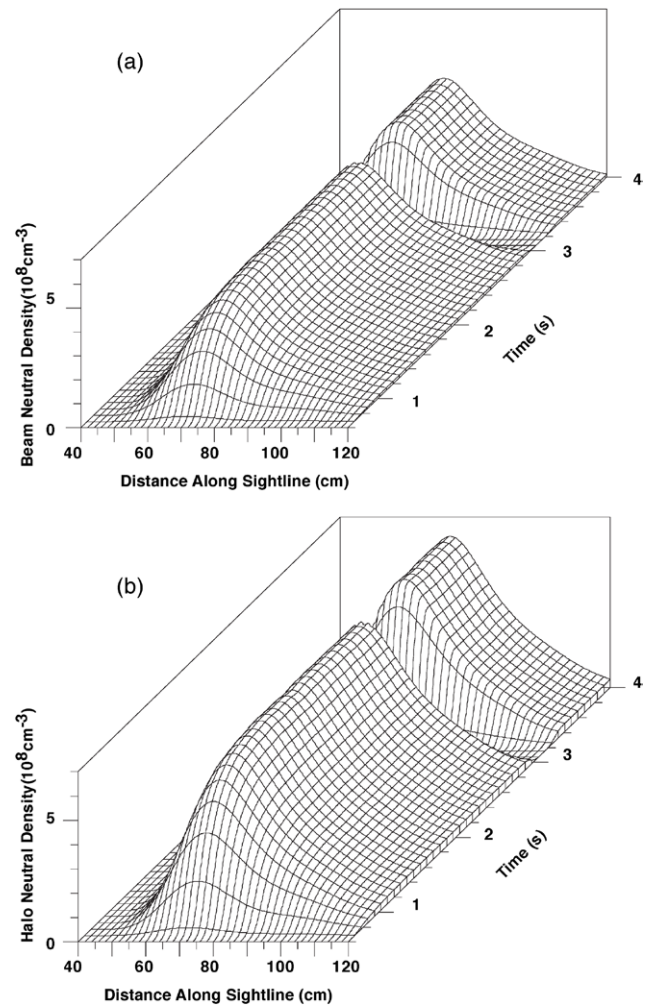 (a)
Beam Neutral Density(10⁸cm⁻³)
5
0
40 60 80 100 120
Distance Along Sightline (cm)
1
2
3
4
Time (s)
(b)
Halo Neutral Density(10⁸cm⁻³)
5
0
40 60 80 100 120
Distance Along Sightline (cm)
1
2
3
4
Time (s)